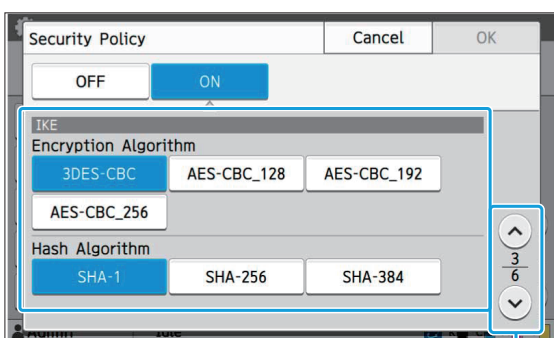 Security Policy Cancel OK
OFF ON
IKE
Encryption Algorithm
3DES-CBC AES-CBC_128 AES-CBC_192
AES-CBC_256
Hash Algorithm
SHA-1 SHA-256 SHA-384
3
6